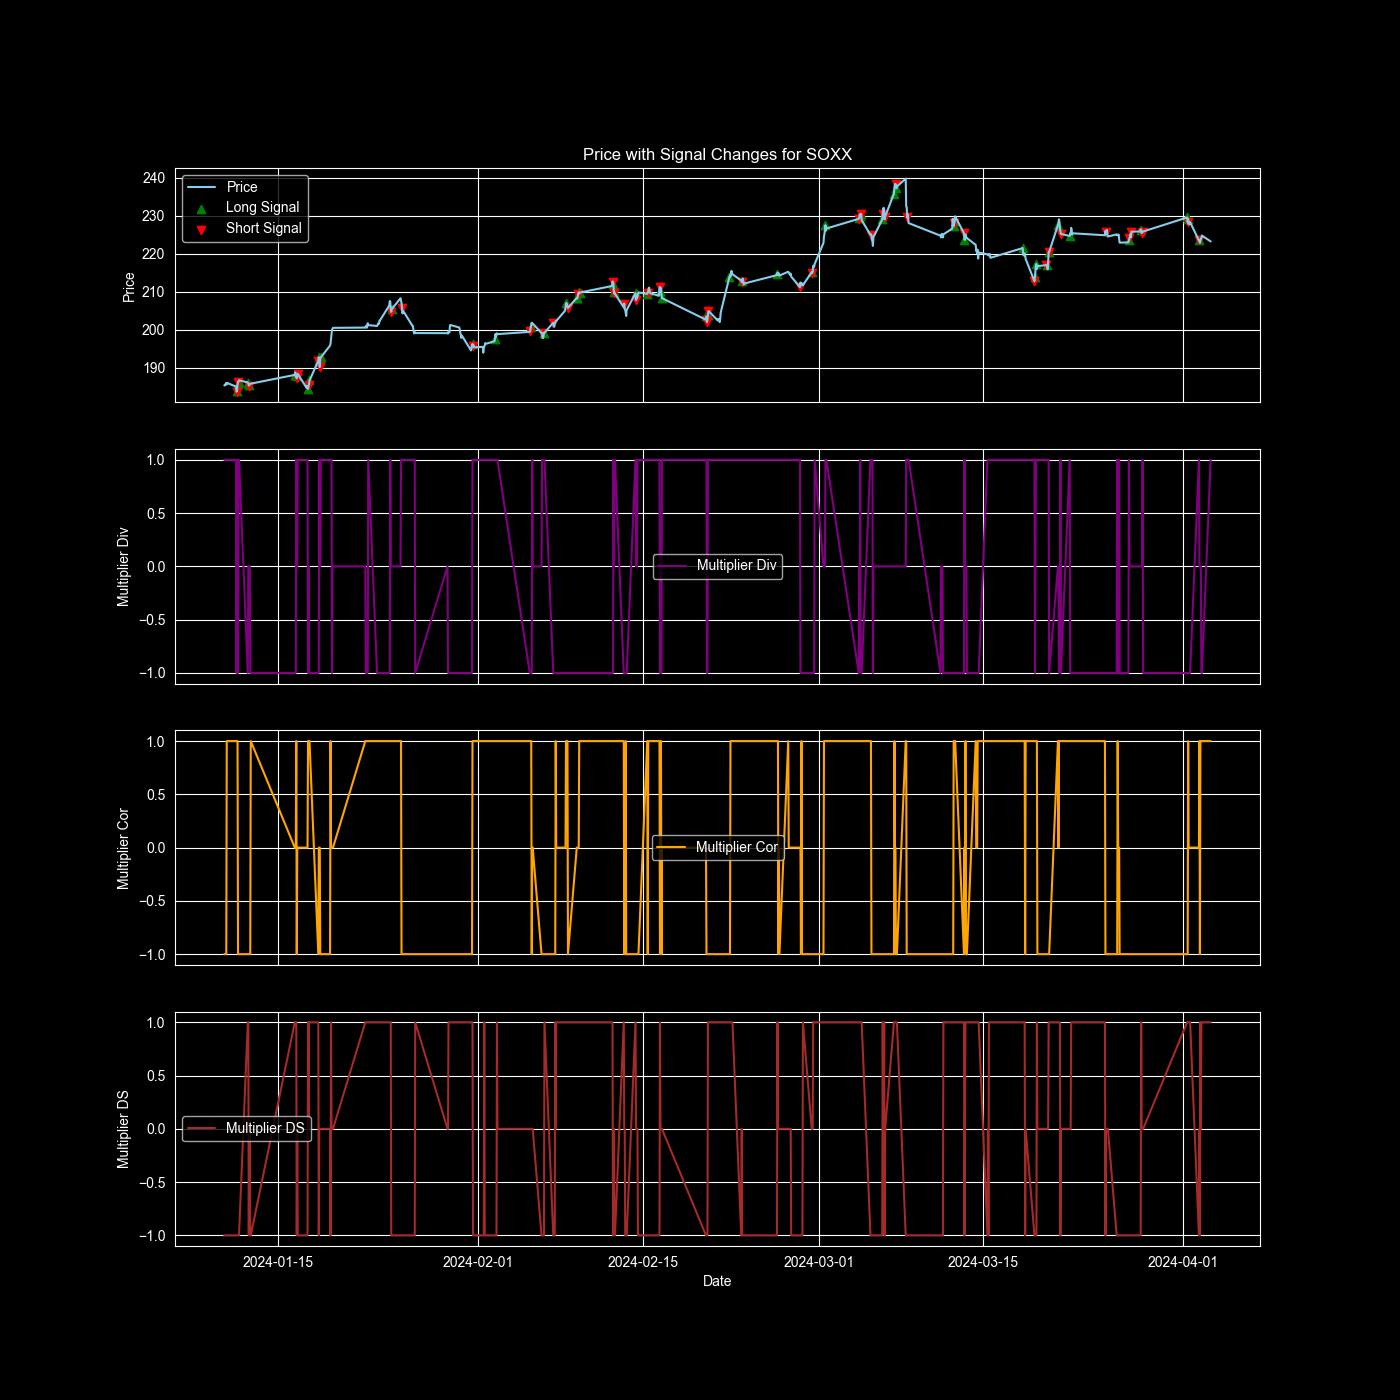 Price with Signal Changes for SOXX
Price
240
230
220
210
200
190
Price
Long Signal
Short Signal
Multiplier Div
1.0
0.5
0.0
−0.5
−1.0
Multiplier Div
Multiplier Cor
1.0
0.5
0.0
−0.5
−1.0
Multiplier Cor
Multiplier DS
1.0
0.5
0.0
−0.5
−1.0
Multiplier DS
2024-01-15
2024-02-01
2024-02-15
2024-03-01
2024-03-15
2024-04-01
Date